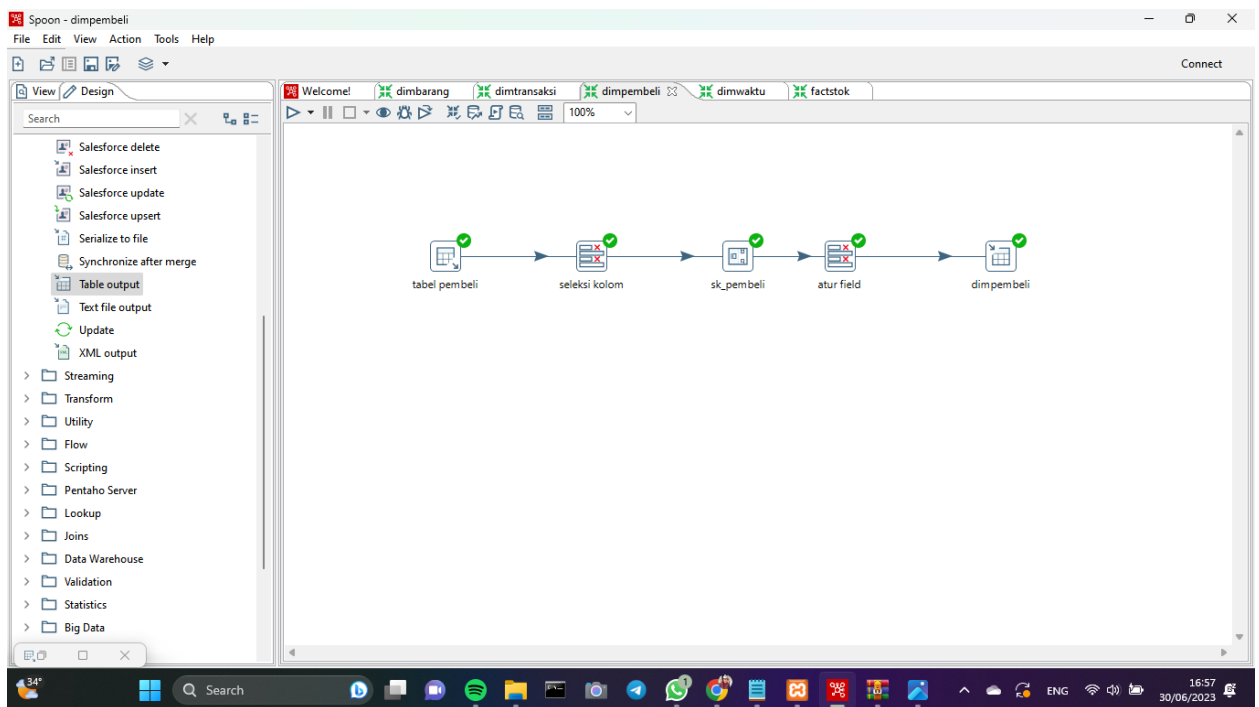 Spoon - dimpembeli
File Edit View Action Tools Help
Connect
View Design
Welcome! dimbarang dimtransaksi dimpembeli dimwaktu factstok
Search
100%
Salesforce delete
Salesforce insert
Salesforce update
Salesforce upsert
Serialize to file
Synchronize after merge
Table output
Text file output
Update
XML output
Streaming
Transform
Utility
Flow
Scripting
Pentaho Server
Lookup
Joins
Data Warehouse
Validation
Statistics
Big Data
tabel pembeli seleksi kolom sk_pembeli atur field dimpembeli
34°
Search
1
ENG
16:57
30/06/2023